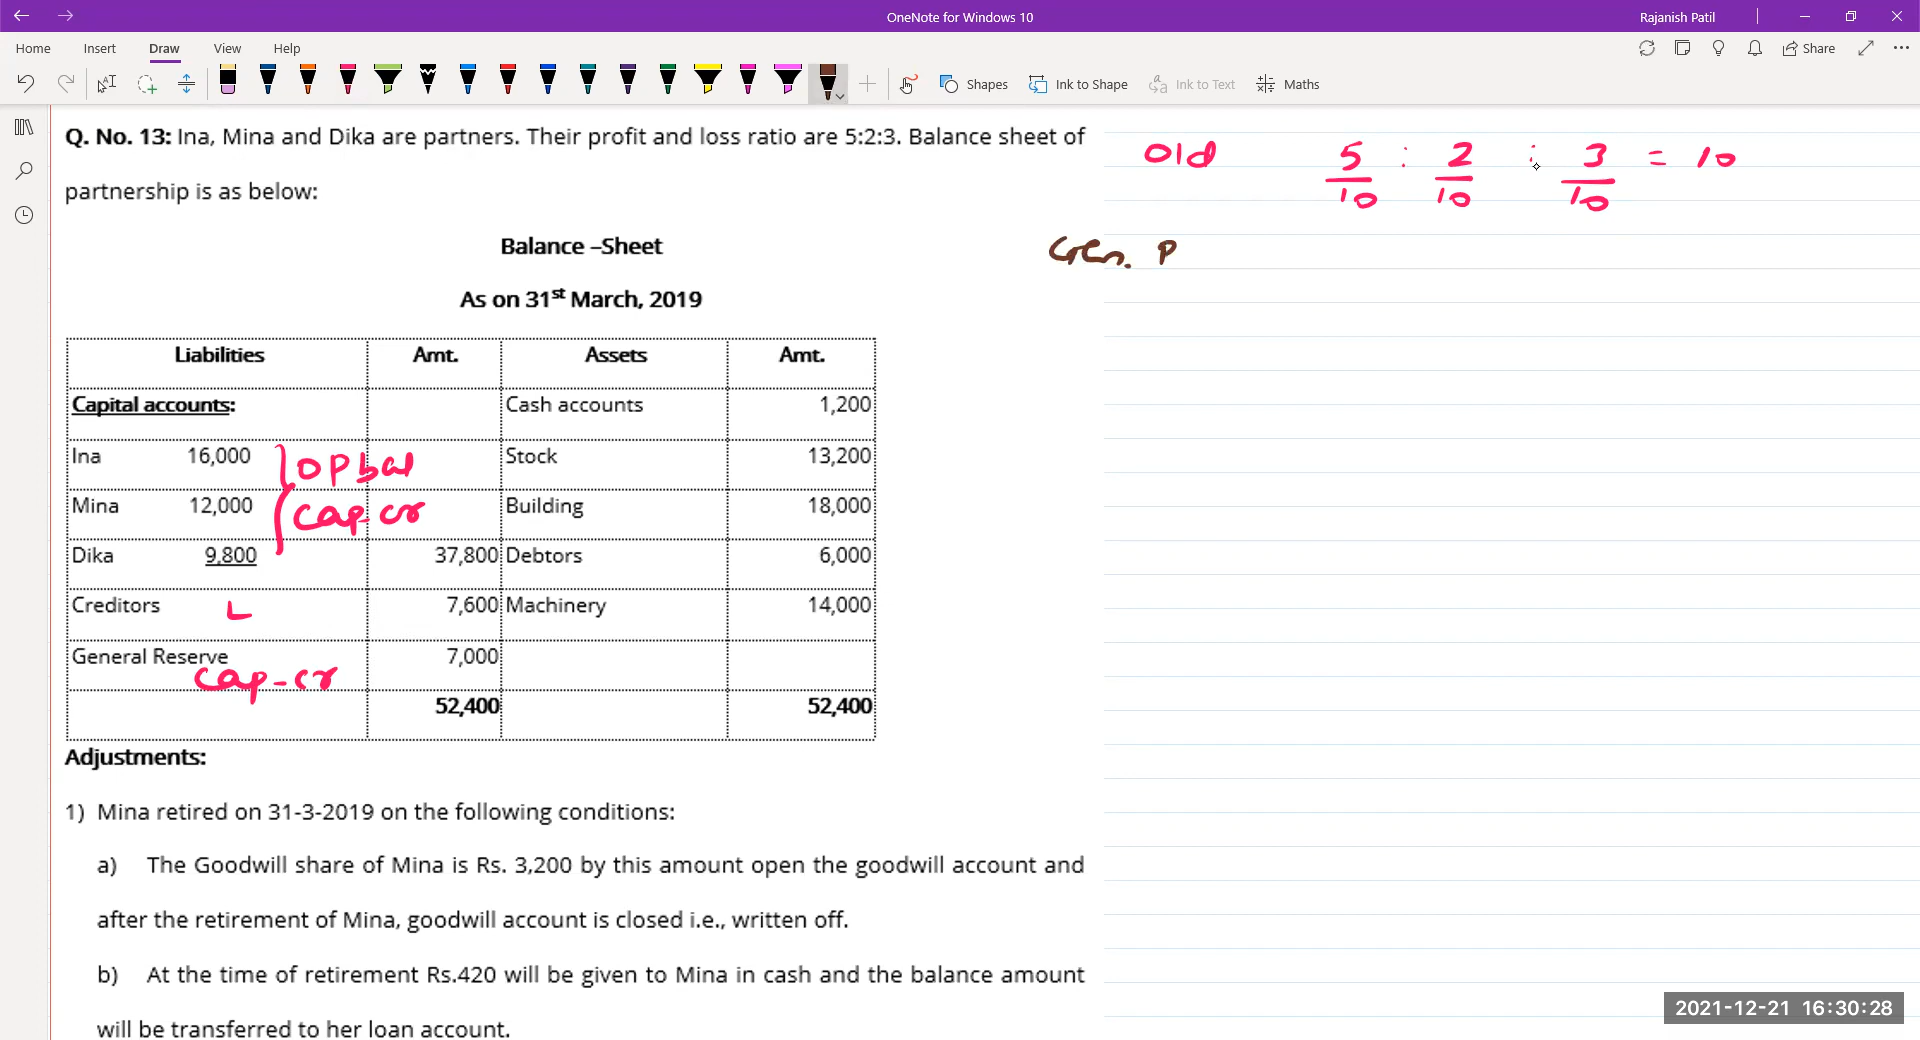 OneNote for Windows 10
Rajanish Patil
Home Insert Draw View Help
Share
Shapes Ink to Shape Ink to Text Maths
Q. No. 13: Ina, Mina and Dika are partners. Their profit and loss ratio are 5:2:3. Balance sheet of
partnership is as below:
Old 5/10 : 2/10 : 3/10 = 10
Gen. P
Balance –Sheet
As on 31st March, 2019
Liabilities Amt. Assets Amt.
Capital accounts: Cash accounts 1,200
Ina 16,000 Stock 13,200
OP bal
Mina 12,000 Building 18,000
Cap-cr
Dika 9,800 37,800 Debtors 6,000
Creditors L 7,600 Machinery 14,000
General Reserve 7,000
Cap-cr
52,400 52,400
Adjustments:
1) Mina retired on 31-3-2019 on the following conditions:
a) The Goodwill share of Mina is Rs. 3,200 by this amount open the goodwill account and
after the retirement of Mina, goodwill account is closed i.e., written off.
b) At the time of retirement Rs.420 will be given to Mina in cash and the balance amount
will be transferred to her loan account.
2021-12-21 16:30:28